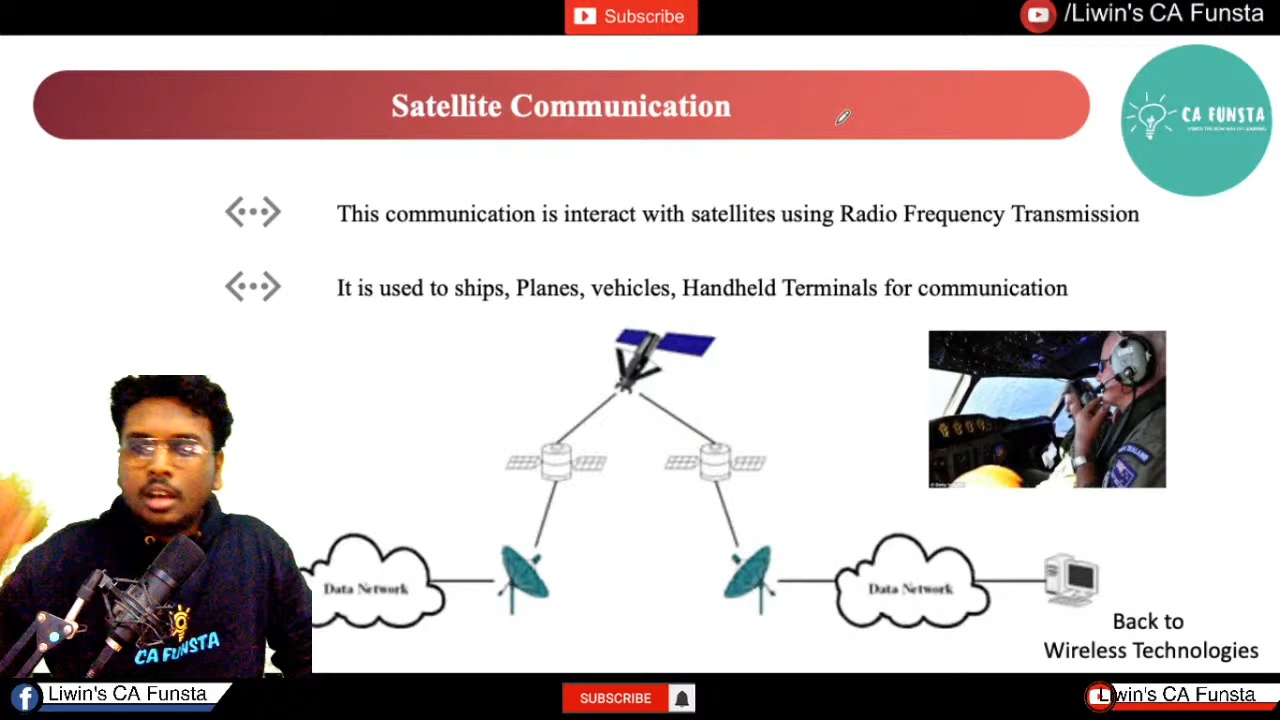 Subscribe
/Liwin's CA Funsta
Satellite Communication
CA FUNSTA
This communication is interact with satellites using Radio Frequency Transmission
It is used to ships, Planes, vehicles, Handheld Terminals for communication
Data Network
Data Network
CA FUNSTA
Back to
Wireless Technologies
Liwin's CA Funsta
SUBSCRIBE
Liwin's CA Funsta